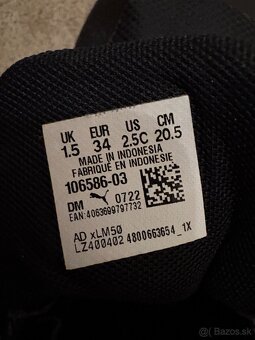 UK EUR US CM
1.5 34 2.5C 20.5
MADE IN INDONESIA
FABRIQUÉ EN INDONESIE
106586-03
DM 0722
EAN:4063699797732
AD xLM50
LZ400402 4800663654_1X
Bazos.sk